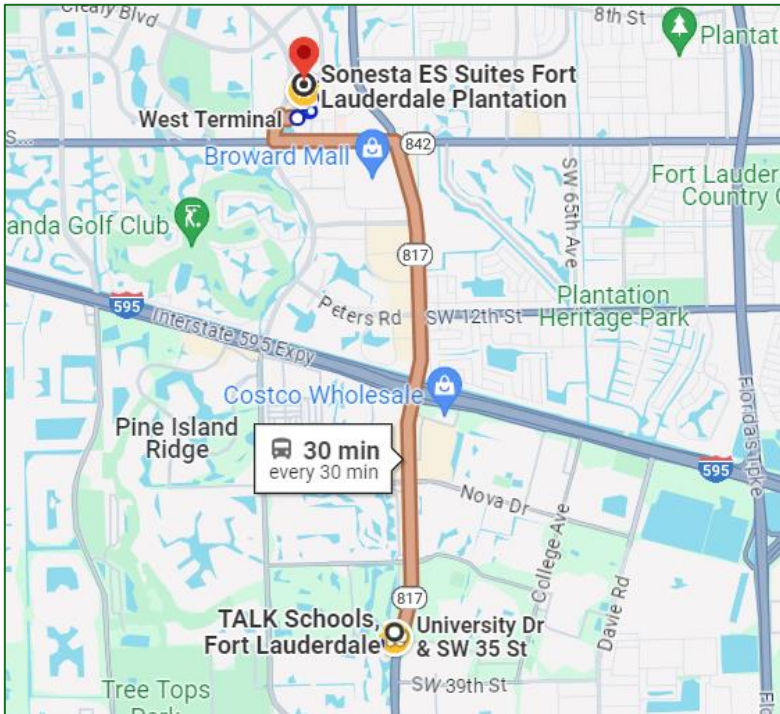 Cleary Blvd
8th St
Plantat
Sonesta ES Suites Fort
Lauderdale Plantation
West Terminal
S...
842
Broward Mall
SW 65th Ave
Fort Lauder
Country C
anda Golf Club
817
595
Peters Rd
SW 12th St
Plantation
Heritage Park
Interstate 595 Expy
Costco Wholesale
Florida's Tpke
Pine Island
Ridge
30 min
every 30 min
595
Nova Dr
College Ave
Davie Rd
817
TALK Schools,
Fort Lauderdale
University Dr
& SW 35 St
SW 39th St
Tree Tops
Park
Flo